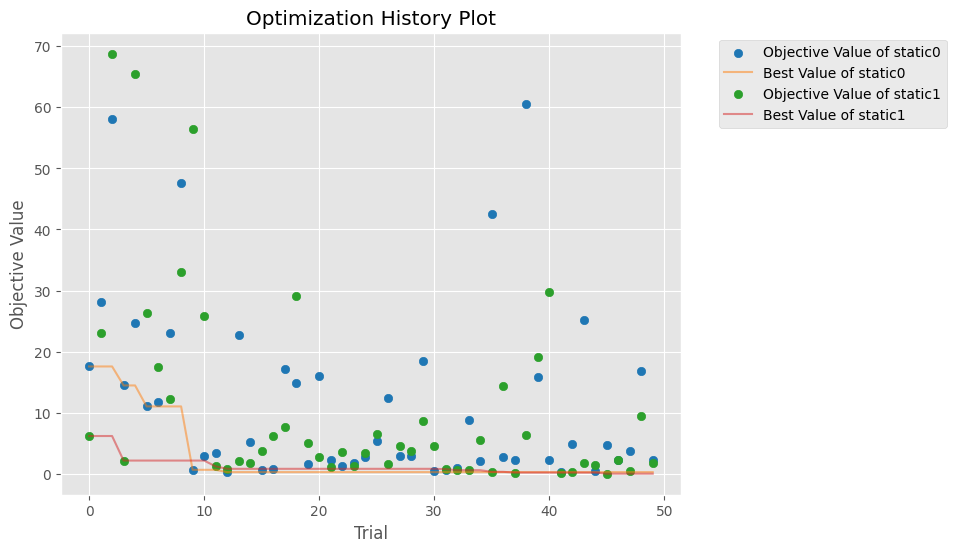 Optimization History Plot
Objective Value of static0
Best Value of static0
Objective Value of static1
Best Value of static1
Objective Value
70
60
50
40
30
20
10
0
0 10 20 30 40 50
Trial